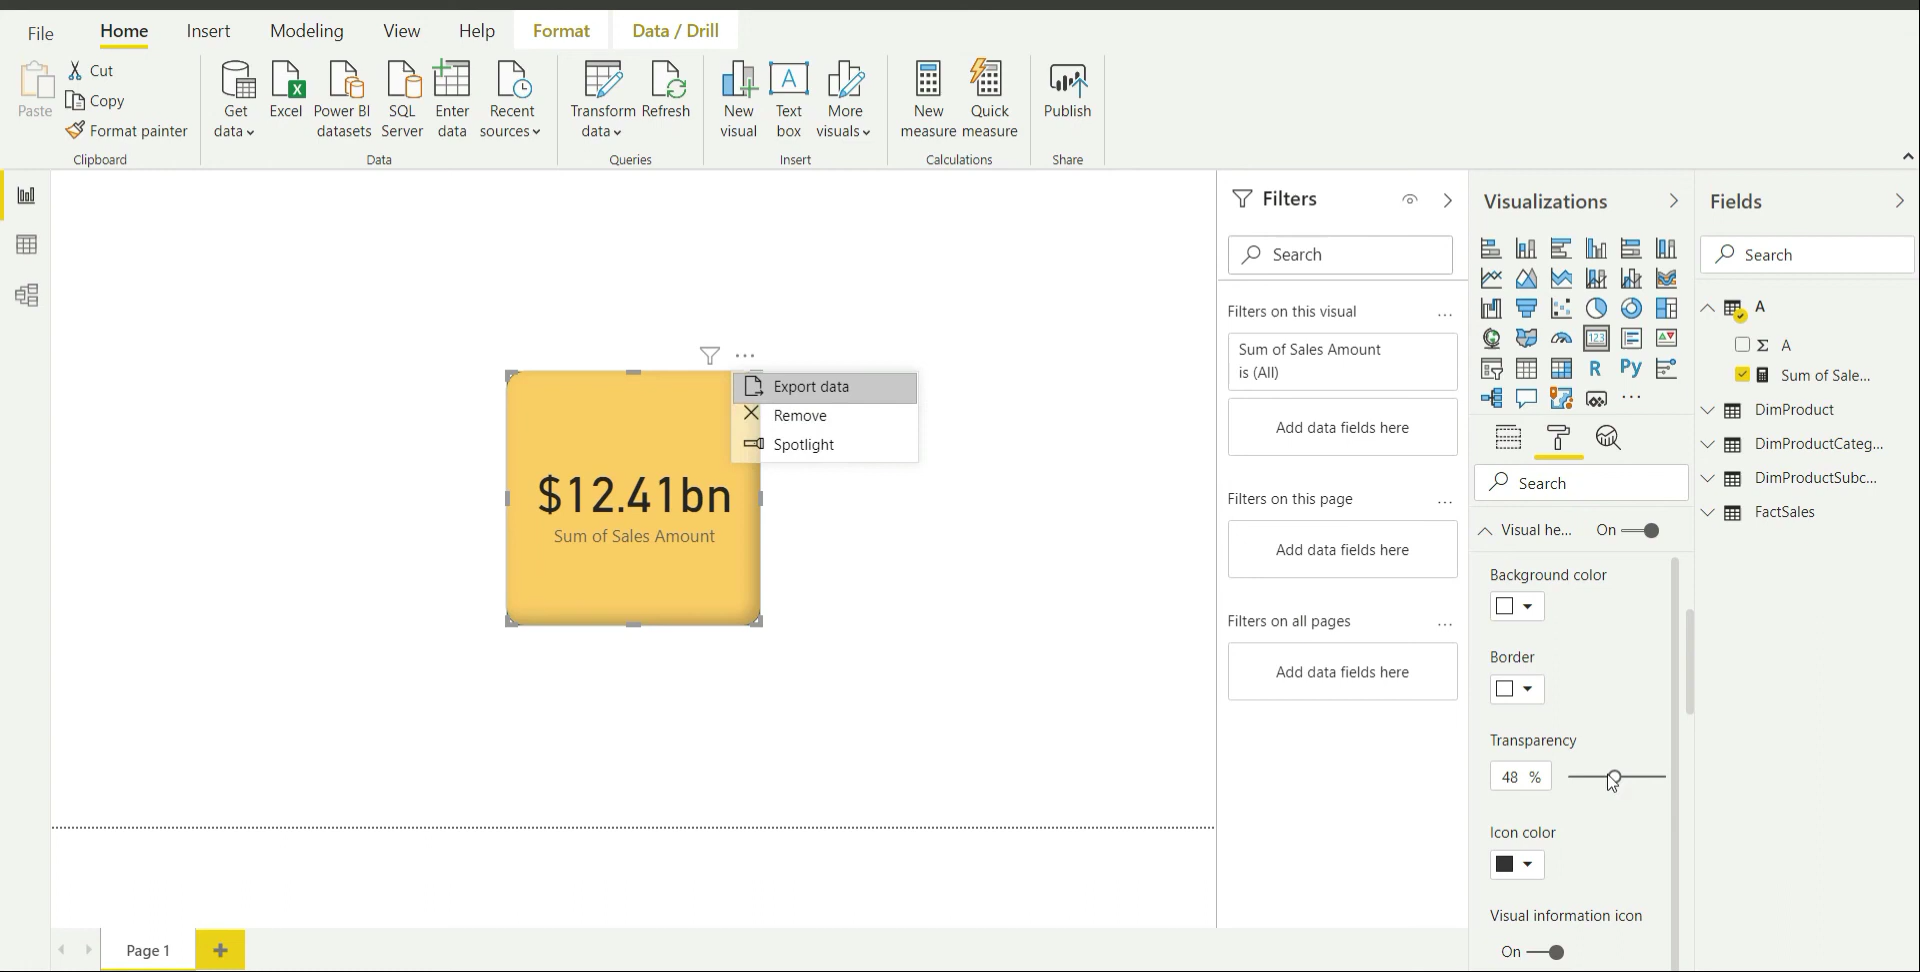 File Home Insert Modeling View Help Format Data / Drill
Paste
Cut
Copy
Format painter
Clipboard
Get data
Excel
Power BI datasets
SQL Server
Enter data
Recent sources
Data
Transform data
Refresh
Queries
New visual
A
Text box
More visuals
Insert
New measure
Quick measure
Calculations
Publish
Share
Export data
Remove
Spotlight
$12.41bn
Sum of Sales Amount
Filters
Search
Filters on this visual ...
Sum of Sales Amount
is (All)
Add data fields here
Filters on this page ...
Add data fields here
Filters on all pages ...
Add data fields here
Visualizations
123
R Py
Search
Visual he... On
Background color
Border
Transparency
48 %
Icon color
Visual information icon
On
Fields
Search
A
Σ A
Sum of Sale...
DimProduct
DimProductCateg...
DimProductSubc...
FactSales
Page 1 +